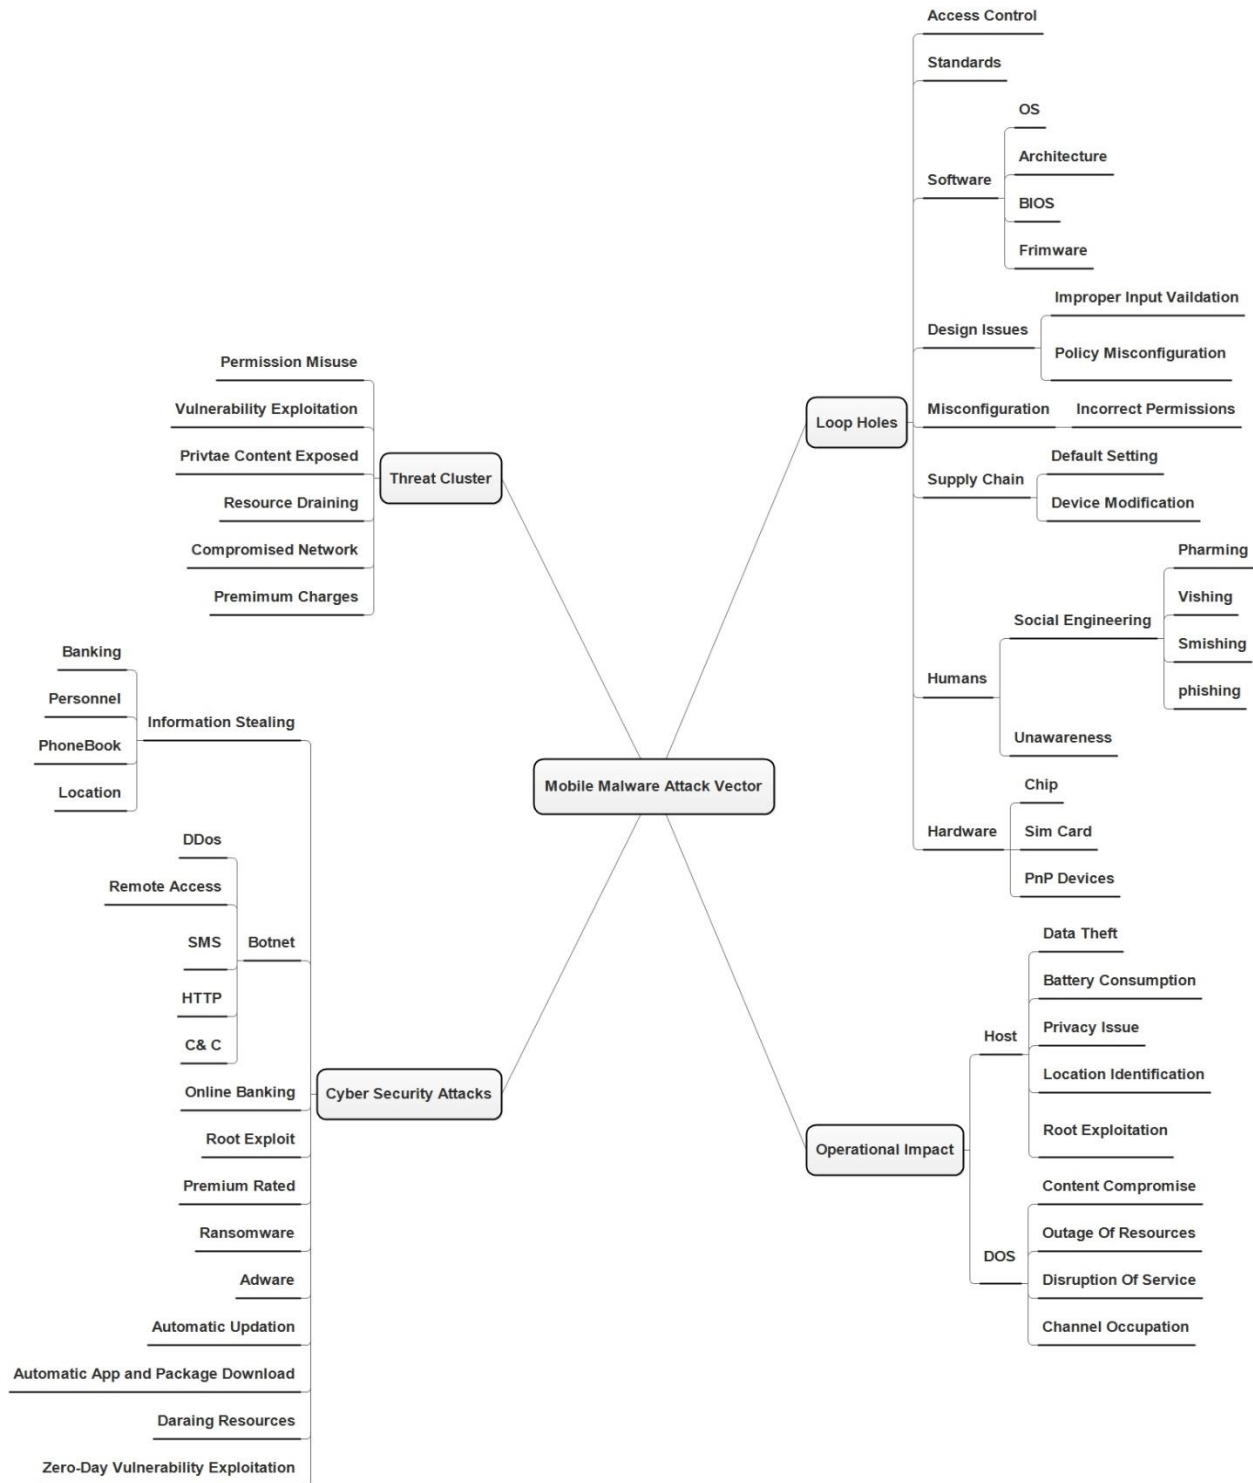 Mobile Malware Attack Vector
Threat Cluster
Permission Misuse
Vulnerability Exploitation
Privtae Content Exposed
Resource Draining
Compromised Network
Premimum Charges
Cyber Security Attacks
Information Stealing
Banking
Personnel
PhoneBook
Location
Botnet
DDos
Remote Access
SMS
HTTP
C& C
Online Banking
Root Exploit
Premium Rated
Ransomware
Adware
Automatic Updation
Automatic App and Package Download
Daraing Resources
Zero-Day Vulnerability Exploitation
Loop Holes
Access Control
Standards
Software
OS
Architecture
BIOS
Frimware
Design Issues
Improper Input Vaildation
Policy Misconfiguration
Misconfiguration
Incorrect Permissions
Supply Chain
Default Setting
Device Modification
Humans
Social Engineering
Pharming
Vishing
Smishing
phishing
Unawareness
Hardware
Chip
Sim Card
PnP Devices
Operational Impact
Host
Data Theft
Battery Consumption
Privacy Issue
Location Identification
Root Exploitation
DOS
Content Compromise
Outage Of Resources
Disruption Of Service
Channel Occupation